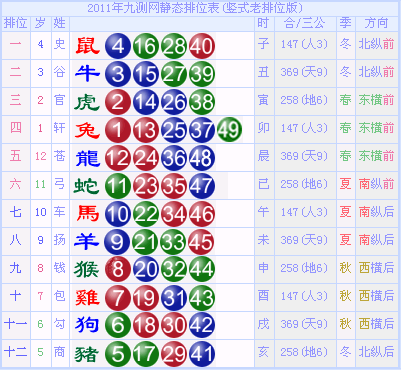 2011年九测网静态排位表(竖式老排位版)
排位 岁 姓 时 合/三公 季 方向
一 4 史 鼠 4 16 28 40 子 147(人3) 冬 北纵前
二 3 谷 牛 3 15 27 39 丑 369(天9) 冬 北纵前
三 2 官 虎 2 14 26 38 寅 258(地6) 春 东横前
四 1 轩 兔 1 13 25 37 49 卯 147(人3) 春 东横前
五 12 苍 龍 12 24 36 48 晨 369(天9) 春 东横前
六 11 弓 蛇 11 23 35 47 已 258(地6) 夏 南纵前
七 10 车 馬 10 22 34 46 午 147(人3) 夏 南纵后
八 9 扬 羊 9 21 33 45 未 369(天9) 夏 南纵后
九 8 钱 猴 8 20 32 44 申 258(地6) 秋 西横后
十 7 包 雞 7 19 31 43 酉 147(人3) 秋 西横后
十一 6 勾 狗 6 18 30 42 戌 369(天9) 秋 西横后
十二 5 商 豬 5 17 29 41 亥 258(地6) 冬 北纵后